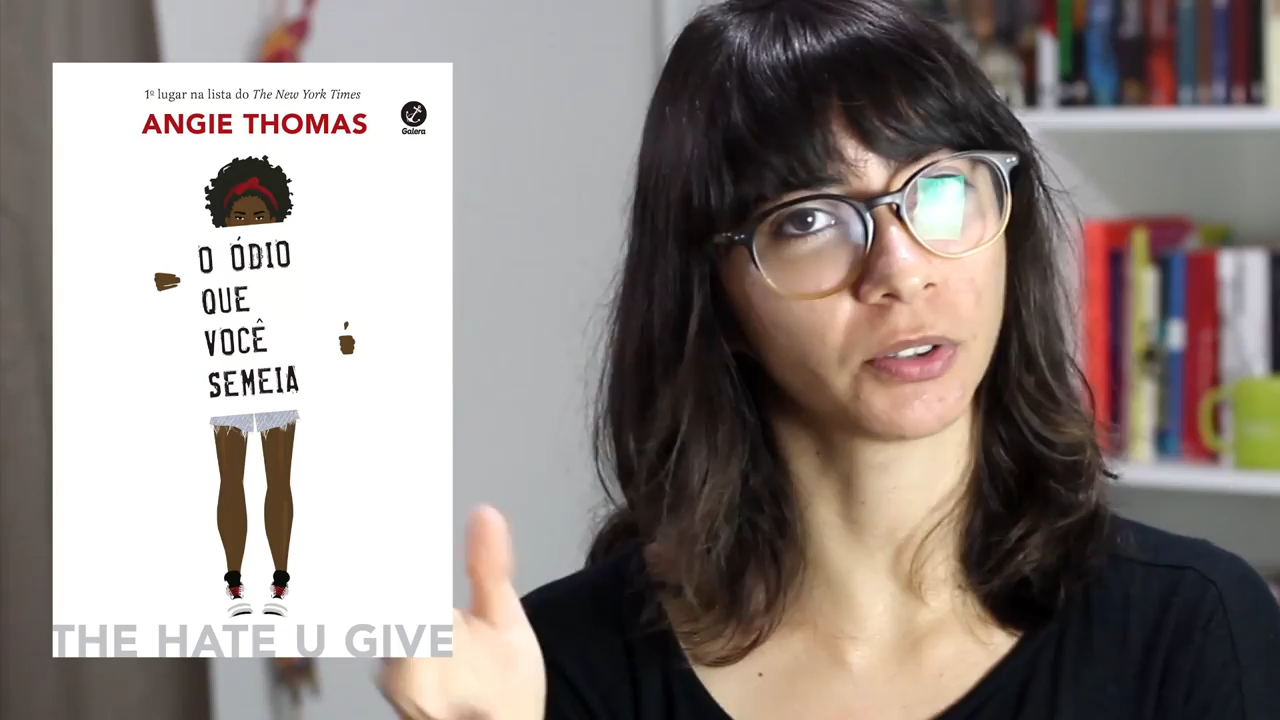 1º lugar na lista do The New York Times
ANGIE THOMAS
Galera
O ÓDIO
QUE
VOCÊ
SEMEIA
THE HATE U GIVE